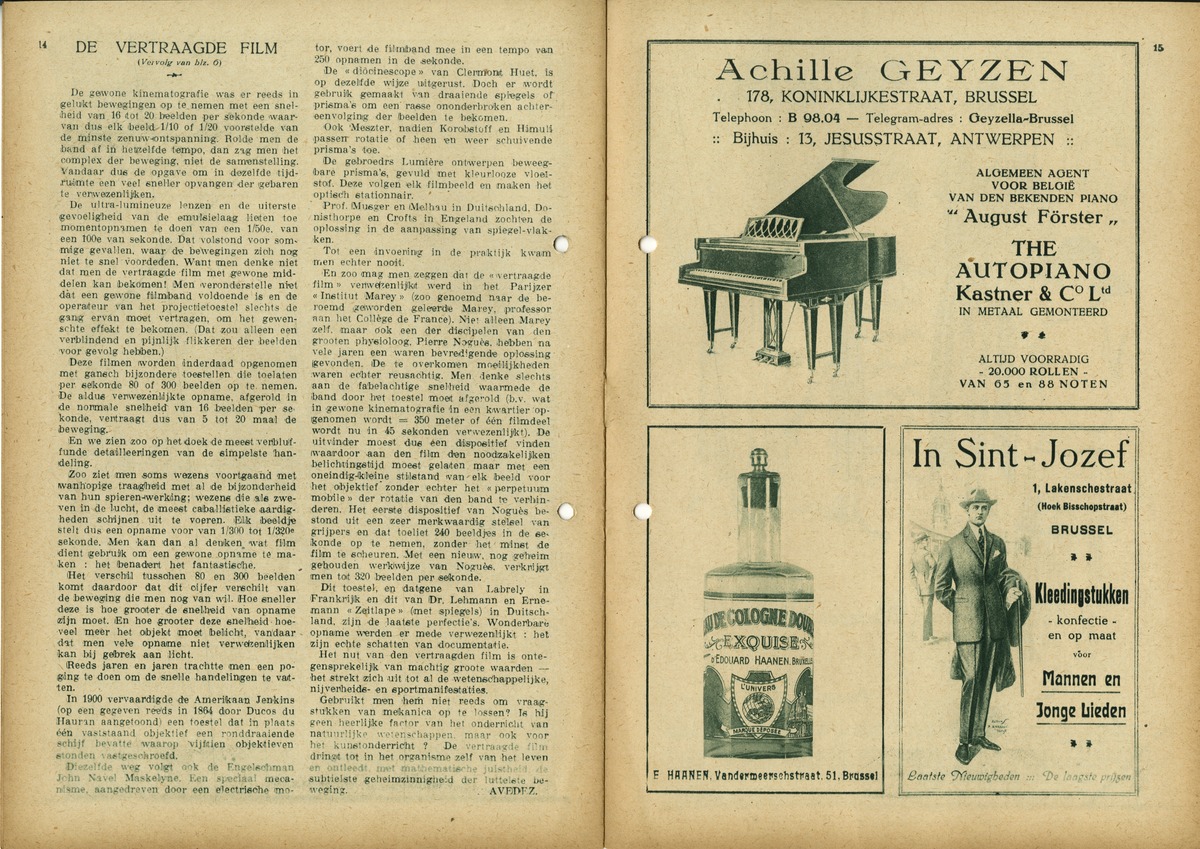 14
DE VERTRAAGDE FILM
(Vervolg van blz. 6)
De gewone kinematografie was er reeds in
gelukt bewegingen op te nemen met een snel-
heid van 16 tot 20 beelden per sekonde waar-
van dus elk beeld 1/10 of 1/20 voorstelde van
de minste zenuw-ontspanning. Rolde men de
band af in hetzelfde tempo, dan zag men het
complex der beweging, niet de samenstelling.
Vandaar dus de opgave om in dezelfde tijd-
ruimte een veel sneller opvangen der gebaren
te verwezenlijken.
De ultra-lumineuze lenzen en de uiterste
gevoeligheid van de emulsielaag lieten toe
momentopnamen te doen van een 1/50e. van
een 100e van sekonde. Dat volstond voor som-
mige gevallen, waar de bewegingen zich nog
niet te snel voordeden. Want men denke niet
dat men de vertraagde film met gewone mid-
delen kan bekomen! Men veronderstelle niet
dat een gewone filmband voldoende is en de
operateur van het projectietoestel slechts de
gang ervan moet vertragen, om het gewen-
schte effekt te bekomen. (Dat zou alleen een
verblindend en pijnlijk flikkeren der beelden
voor gevolg hebben.)
Deze filmen worden inderdaad opgenomen
met gansch bijzondere toestellen die toelaten
per sekonde 80 of 300 beelden op te nemen.
De aldus verwezenlijkte opname, afgerold in
de normale snelheid van 16 beelden per se-
konde, vertraagt dus van 5 tot 20 maal de
beweging.
En we zien zoo op het doek de meest verbluf-
fende detailleeringen van de simpelste han-
deling.
Zoo ziet men soms wezens voortgaand met
wanhopige traagheid met al de bijzonderheid
van hun spieren-werking; wezens die als zwe-
ven in de lucht, de meest caballistieke aardig-
heden schijnen uit te voeren. Elk beeldje
stelt dus een opname voor van 1/300 tot 1/320e
sekonde. Men kan dan al denken wat film
dient gebruik om een gewone opname te ma-
ken : het benadert het fantastische.
Het verschil tusschen 80 en 300 beelden
komt daardoor dat dit cijfer verschilt van
de beweging die men nog van wil. Hoe sneller
deze is hoe grooter de snelheid van opname
zijn moet. En hoe grooter deze snelheid hoe-
veel meer het objekt moet belicht, vandaar
dat men vele opname niet verwezenlijken
kan bij gebrek aan licht.
Reeds jaren en jaren trachtte men een po-
ging te doen om de snelle handelingen te vat-
ten.
In 1900 vervaardigde de Amerikaan Jenkins
(op een gegeven reeds in 1864 door Ducos du
Hauran aangetoond) een toestel dat in plaats
één vaststaand objektief een ronddraaiende
schijf bevatte waarop vijftien objektieven
stonden vastgeschroefd.
Diezelfde weg volgt ook de Engelschman
John Navel Maskelyne. Een speciaal meca-
nisme, aangedreven door een electrische mo-
tor, voert de filmband mee in een tempo van
250 opnamen in de sekonde.
De « diöcinescope » van Clermont Huet, is
op dezelfde wijze uitgerust. Doch er wordt
gebruik gemaakt van draaiende spiegels of
prisma's om een rasse ononderbroken achter-
eenvolging der beelden te bekomen.
Ook Meszter, nadien Korobstoff en Himuli
passen rotatie of heen en weer schuivende
prisma's toe.
De gebroedrs Lumière ontwerpen beweeg-
bare prisma's, gevuld met kleurlooze vloei-
stof. Deze volgen elk filmbeeld en maken het
optisch stationnair.
Prof. Musger en Melhau in Duitschland, Do-
nisthorpe en Crofts in Engeland zochten de
oplossing in de aanpassing van spiegel-vlak-
ken.
Tot een invoering in de praktijk kwam
men echter nooit.
En zoo mag men zeggen dat de « vertraagde
film » verwezenlijkt werd in het Parijzer
« Institut Marey » (zoo genoemd naar de be-
roemd geworden geleerde Marey, professor
aan het Collège de France). Niet alleen Marey
zelf, maar ook een der discipelen van den
grooten physioloog, Pierre Noguès, hebben na
vele jaren een waren bevredigende oplossing
gevonden. De te overkomen moeilijkheden
waren echter reusachtig. Men denke slechts
aan de fabelachtige snelheid waarmede de
band door het toestel moet afgerold (b.v. wat
in gewone kinematografie in een kwartier op-
genomen wordt = 350 meter of één filmdeel
wordt nu in 45 sekonden verwezenlijkt). De
uitvinder moest dus een dispositief vinden
waardoor aan den film den noodzakelijken
belichtingstijd moest gelaten maar met een
oneindig-kleine stilstand van elk beeld voor
het objektief zonder echter het « perpetuum
mobile » der rotatie van den band te verhin-
deren. Het eerste dispositief van Noguès be-
stond uit een zeer merkwaardig stelsel van
grijpers en dat toeliet 240 beeldjes in de se-
konde op te nemen, zonder het minst de
film te scheuren. Met een nieuw, nog geheim
gehouden werkwijze van Noguès, verkrijgt
men tot 320 beelden per sekonde.
Dit toestel, en datgene van Labrely in
Frankrijk en dit van Dr. Lehmann en Erne-
mann « Zeitlape » (met spiegels) in Duitsch-
land, zijn de laatste perfectie's. Wonderbare
opname werden er mede verwezenlijkt : het
zijn echte schatten van documentatie.
Het nut van den vertraagden film is onte-
gensprekelijk van machtig groote waarden —
het strekt zich uit tot al de wetenschappelijke,
nijverheids- en sportmanifestaties.
Gebruikt men hem niet reeds om vraag-
stukken van mekanica op te lossen? Is hij
geen heerlijke factor van het onderricht van
natuurlijke wetenschappen, maar ook voor
het kunstonderricht ? De vertraagde film
dringt tot in het organisme zelf van het leven
en ontleedt, met mathematische juistheid de
subtielste geheimzinnigheid der luttelste be-
weging. AVEDEZ.
15
Achille GEYZEN
178, KONINKLIJKESTRAAT, BRUSSEL
Telephoon : B 98.04 — Telegram-adres : Geyzella-Brussel
:: Bijhuis : 13, JESUSSTRAAT, ANTWERPEN ::
ALGEMEEN AGENT
VOOR BELGIË
VAN DEN BEKENDEN PIANO
“ August Förster „
THE
AUTOPIANO
Kastner & Cº Ltd
IN METAAL GEMONTEERD
ALTIJD VOORRADIG
- 20.000 ROLLEN -
VAN 65 en 88 NOTEN
EAU DE COLOGNE DOUBLE
EXQUISE
D'EDOUARD HAANEN. BRUXELLES
L'UNIVERS
MARQUE DÉPOSÉE
E HAANEN, Vandermeerschstraat, 51, Brussel
In Sint-Jozef
1, Lakenschestraat
(Hoek Bisschopstraat)
BRUSSEL
Kleedingstukken
- konfectie -
en op maat
vöor
Mannen en
Jonge Lieden
Laatste Nieuwigheden ::: De laagste prijzen